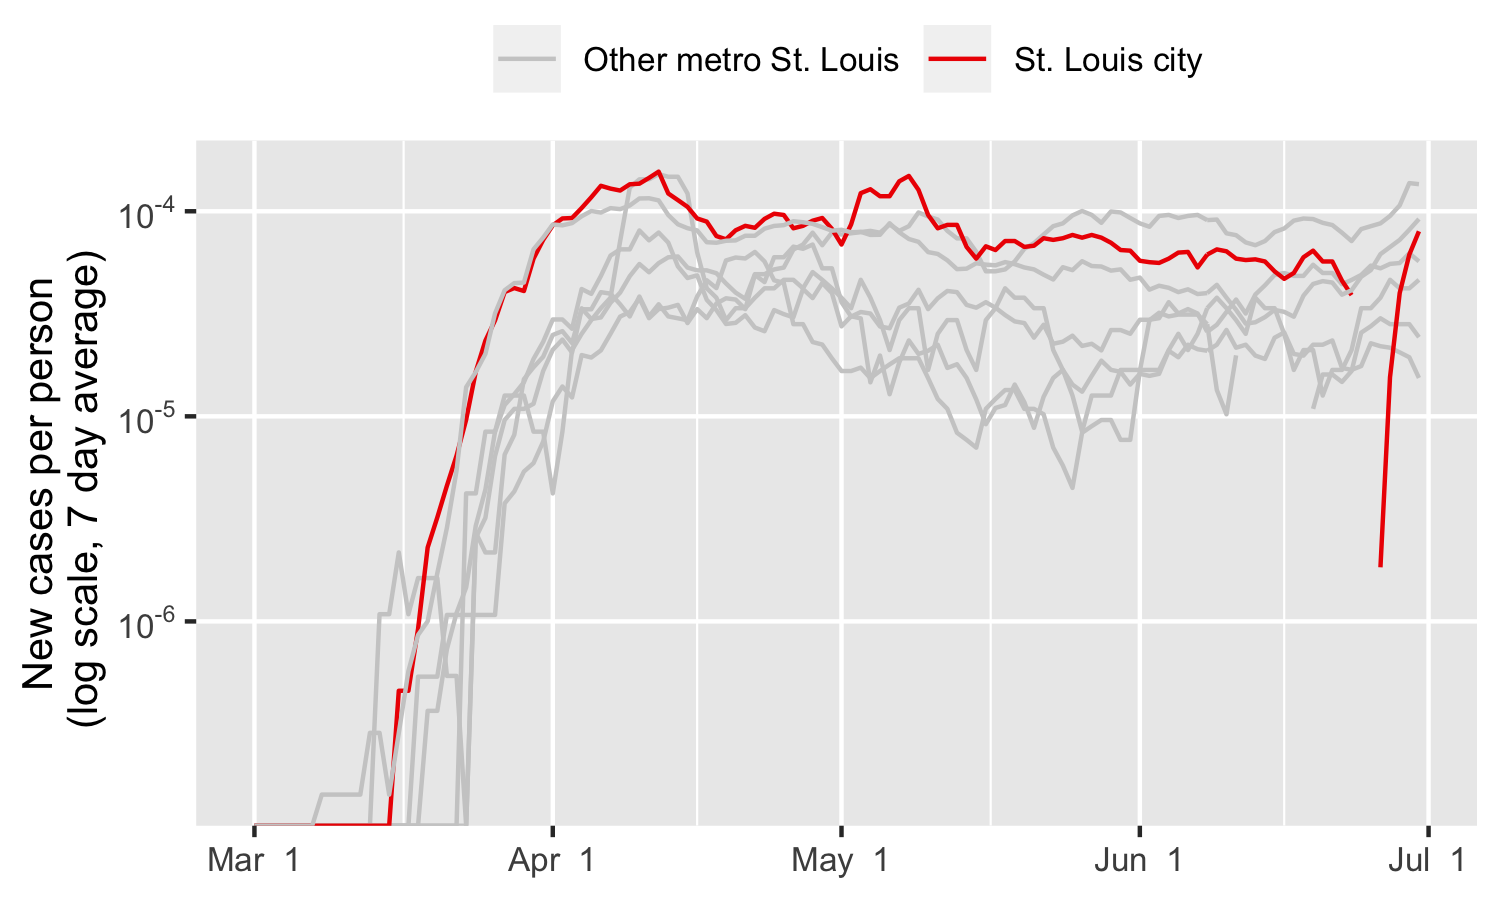 Other metro St. Louis
St. Louis city
New cases per person
(log scale, 7 day average)
10⁻⁴
10⁻⁵
10⁻⁶
Mar 1
Apr 1
May 1
Jun 1
Jul 1